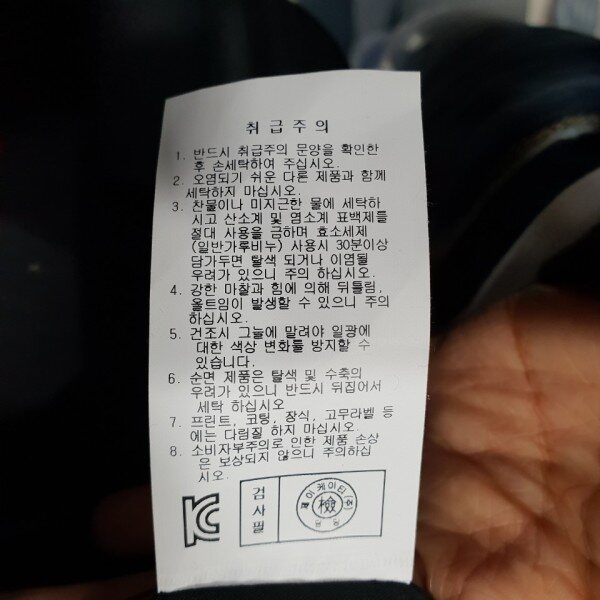 취급주의
1. 반드시 취급주의 문양을 확인한
후 손세탁하여 주십시오.
2. 오염되기 쉬운 다른 제품과 함께
세탁하지 마십시오.
3. 찬물이나 미지근한 물에 세탁하
시고 산소계 및 염소계 표백제를
절대 사용을 금하며 효소세제
(일반가루비누) 사용시 30분이상
담가두면 탈색 되거나 이염될
우려가 있으니 주의 하십시오.
4. 강한 마찰과 힘에 의해 뒤틀림,
올트임이 발생할 수 있으니 주의
하십시오.
5. 건조시 그늘에 말려야 일광에
대한 색상 변화를 방지할 수
있습니다.
6. 순면 제품은 탈색 및 수축의
우려가 있으니 반드시 뒤집어서
세탁 하십시오
7. 프린트, 코팅, 장식, 고무라벨 등
에는 다림질 하지 마십시오.
8. 소비자부주의로 인한 제품 손상
은 보상되지 않으니 주의하십
시오.
KC
검사필
제이케이티(주)
檢